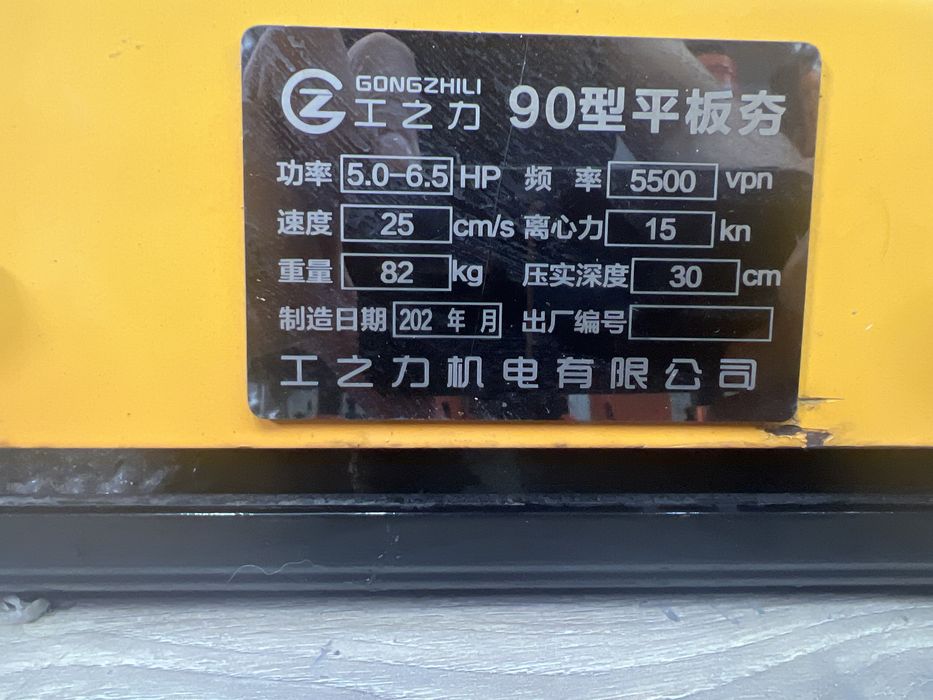 GONGZHILI
工之力 90型平板夯
功率 5.0-6.5 HP 频率 5500 vpn
速度 25 cm/s 离心力 15 kn
重量 82 kg 压实深度 30 cm
制造日期 202 年 月 出厂编号
工之力机电有限公司